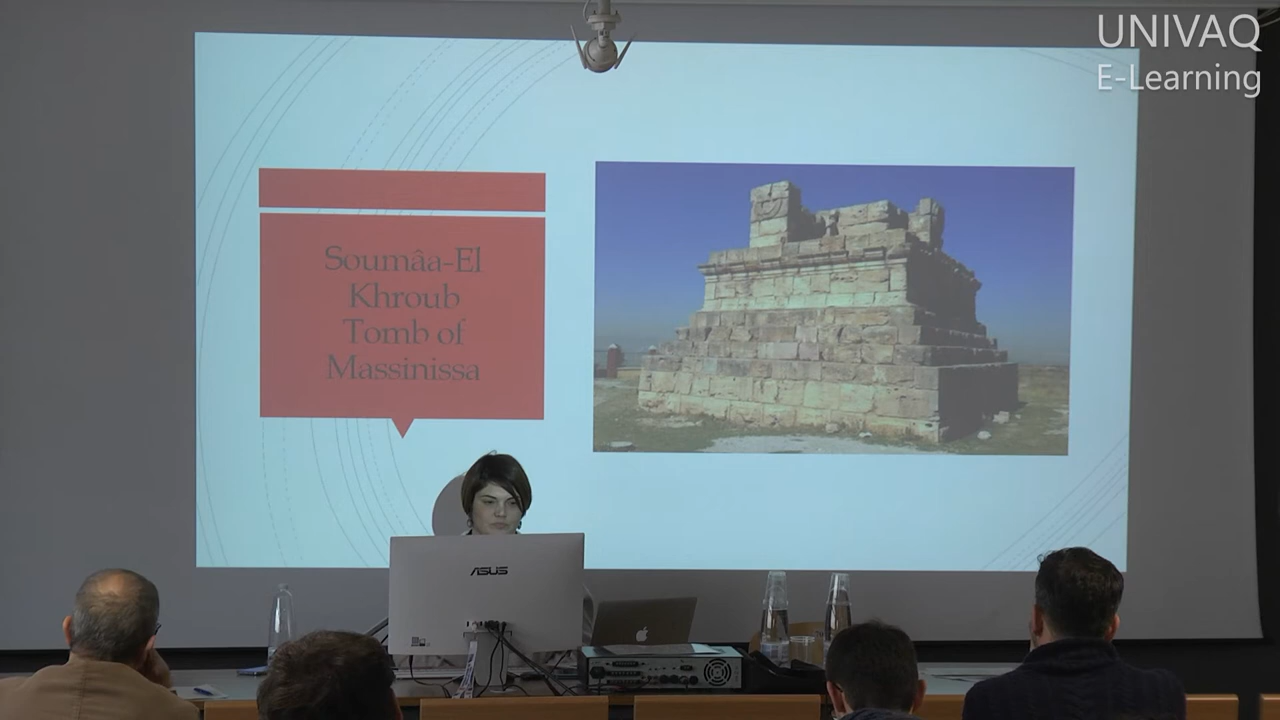 UNIVAQ
E-Learning
Soumâa-El
Khroub
Tomb of
Massinissa
ASUS